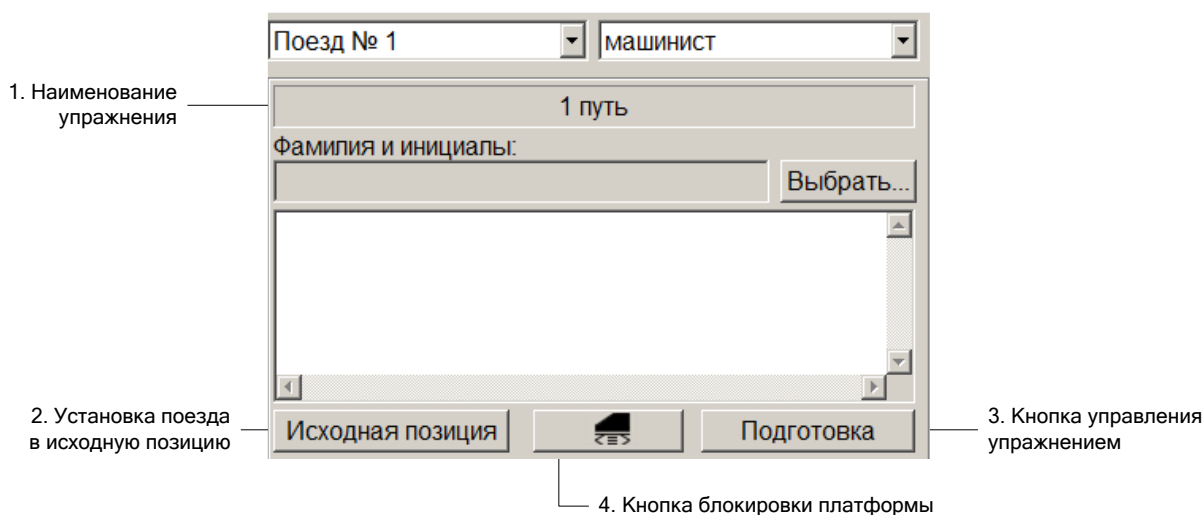 Поезд № 1 машинист
1. Наименование
упражнения
1 путь
Фамилия и инициалы:
Выбрать...
2. Установка поезда
в исходную позицию
Исходная позиция Подготовка
3. Кнопка управления
упражнением
4. Кнопка блокировки платформы